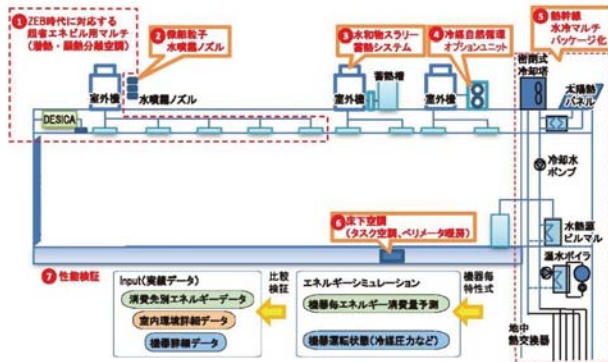 1 ZEB時代に対応する
超省エネビル用マルチ
(潜熱・顕熱分離空調)
2 微細粒子
水噴霧ノズル
3 水和物スラリー
蓄熱システム
4 冷媒自然循環
オプションユニット
5 熱幹線
水冷マルチ
パッケージ化
室外機
水噴霧ノズル
室外機
蓄熱槽
室外機
密閉式
冷却塔
太陽熱
パネル
DESICA
冷却水
ポンプ
6 床下空調
(タスク空調、ペリメータ暖房)
水熱源
ビルマル
温水ボイラ
地中
熱交換器
7 性能検証
Input(実績データ)
消費先別エネルギーデータ
室内環境詳細データ
機器詳細データ
比較
検証
エネルギーシミュレーション
機器毎エネルギー消費量予測
機器運転状態(冷媒圧力など)
機器毎
特性式